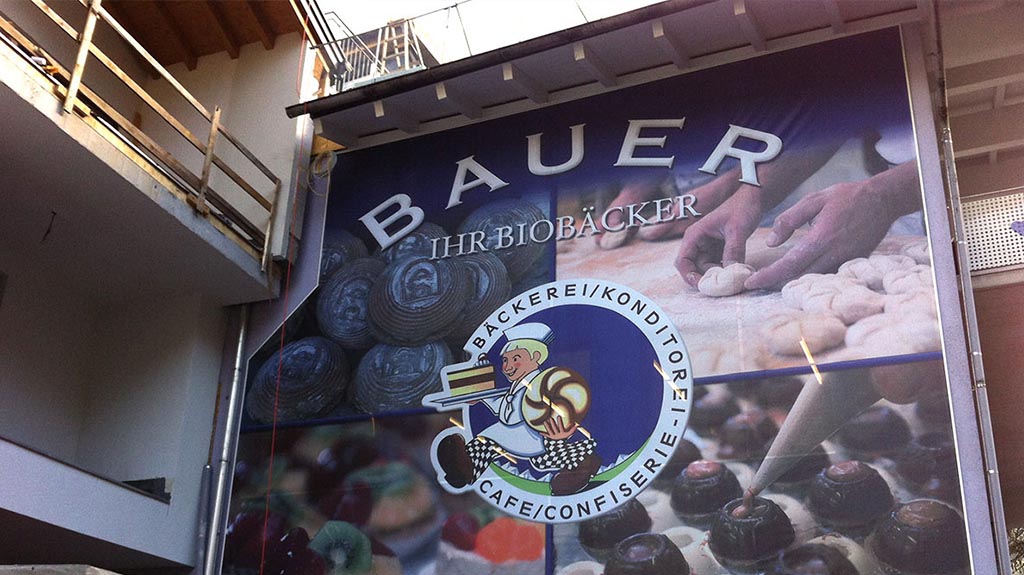 BAUER
IHR BIOBÄCKER
BÄCKEREI/KONDITOREI-
CAFE/CONFISERIE-